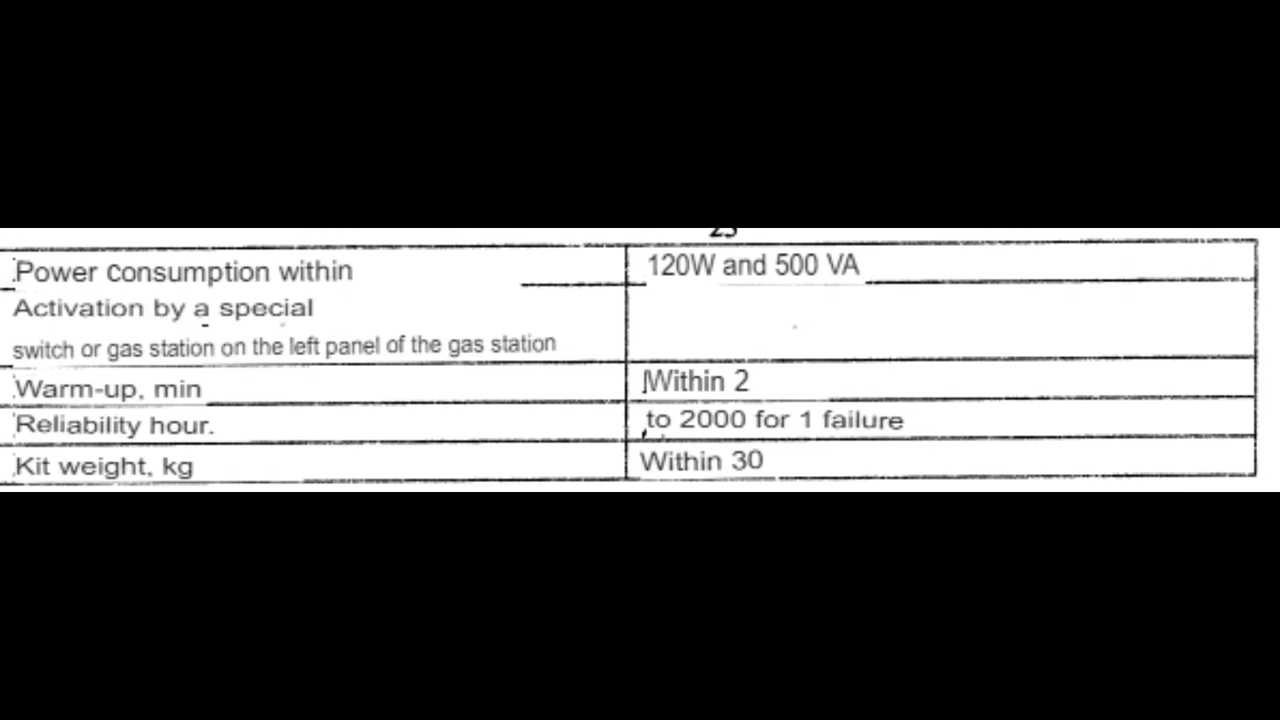 Power consumption within 120W and 500 VA
Activation by a special
switch or gas station on the left panel of the gas station
Warm-up, min Within 2
Reliability hour. to 2000 for 1 failure
Kit weight, kg Within 30